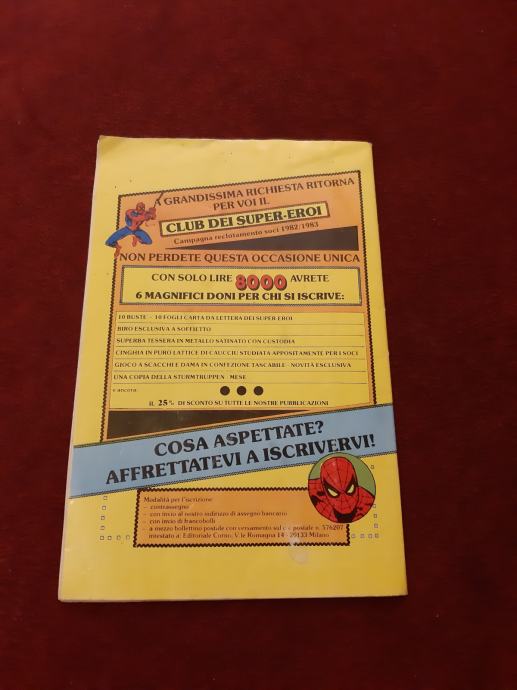 A GRANDISSIMA RICHIESTA RITORNA
PER VOI IL
CLUB DEI SUPER-EROI
Campagna reclotamento soci 1982/1983
NON PERDETE QUESTA OCCASIONE UNICA
CON SOLO LIRE 8000 AVRETE
6 MAGNIFICI DONI PER CHI SI ISCRIVE:
10 BUSTE - 10 FOGLI CARTA DA LETTERA DEI SUPER-EROI
BIRO ESCLUSIVA A SOFFIETTO
SUPERBA TESSERA IN METALLO SATINATO CON CUSTODIA
CINGHIA IN PURO LATTICE DI CAUCCIU STUDIATA APPOSITAMENTE PER I SOCI
GIOCO A SCACCHI E DAMA IN CONFEZIONE TASCABILE - NOVITÀ ESCLUSIVA
UNA COPIA DELLA STURMTRUPPEN - MESE
e ancora:
IL 25% DI SCONTO SU TUTTE LE NOSTRE PUBBLICAZIONI
COSA ASPETTATE?
AFFRETTATEVI A ISCRIVERVI!
Modalità per l'iscrizione:
- contrassegno
- con invio al nostro indirizzo di assegno bancario
- con invio di francobolli
- a mezzo bollettino postale con versamento sul c/c postale n. 576207
intestato a: Editoriale Corno, V.le Romagna 14 - 20133 Milano